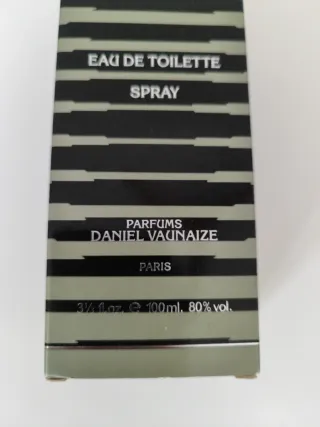 EAU DE TOILETTE
SPRAY
PARFUMS
DANIEL VAUNAIZE
PARIS
3⅓ fl.oz. ℮ 100ml. 80% vol.